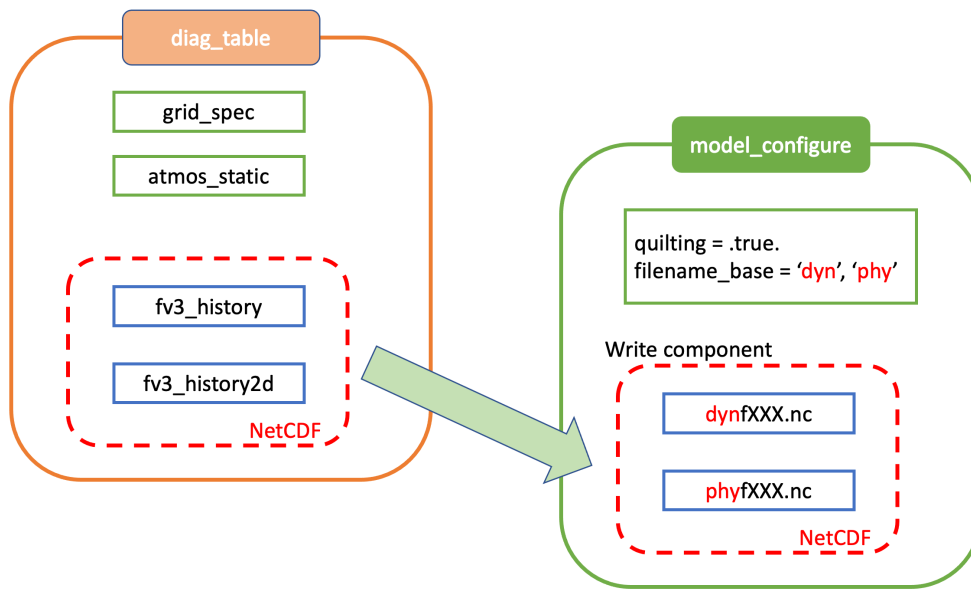 diag_table
grid_spec
atmos_static
fv3_history
fv3_history2d
NetCDF
model_configure
quilting = .true.
filename_base = ‘dyn’, ‘phy’
Write component
dynfXXX.nc
phyfXXX.nc
NetCDF